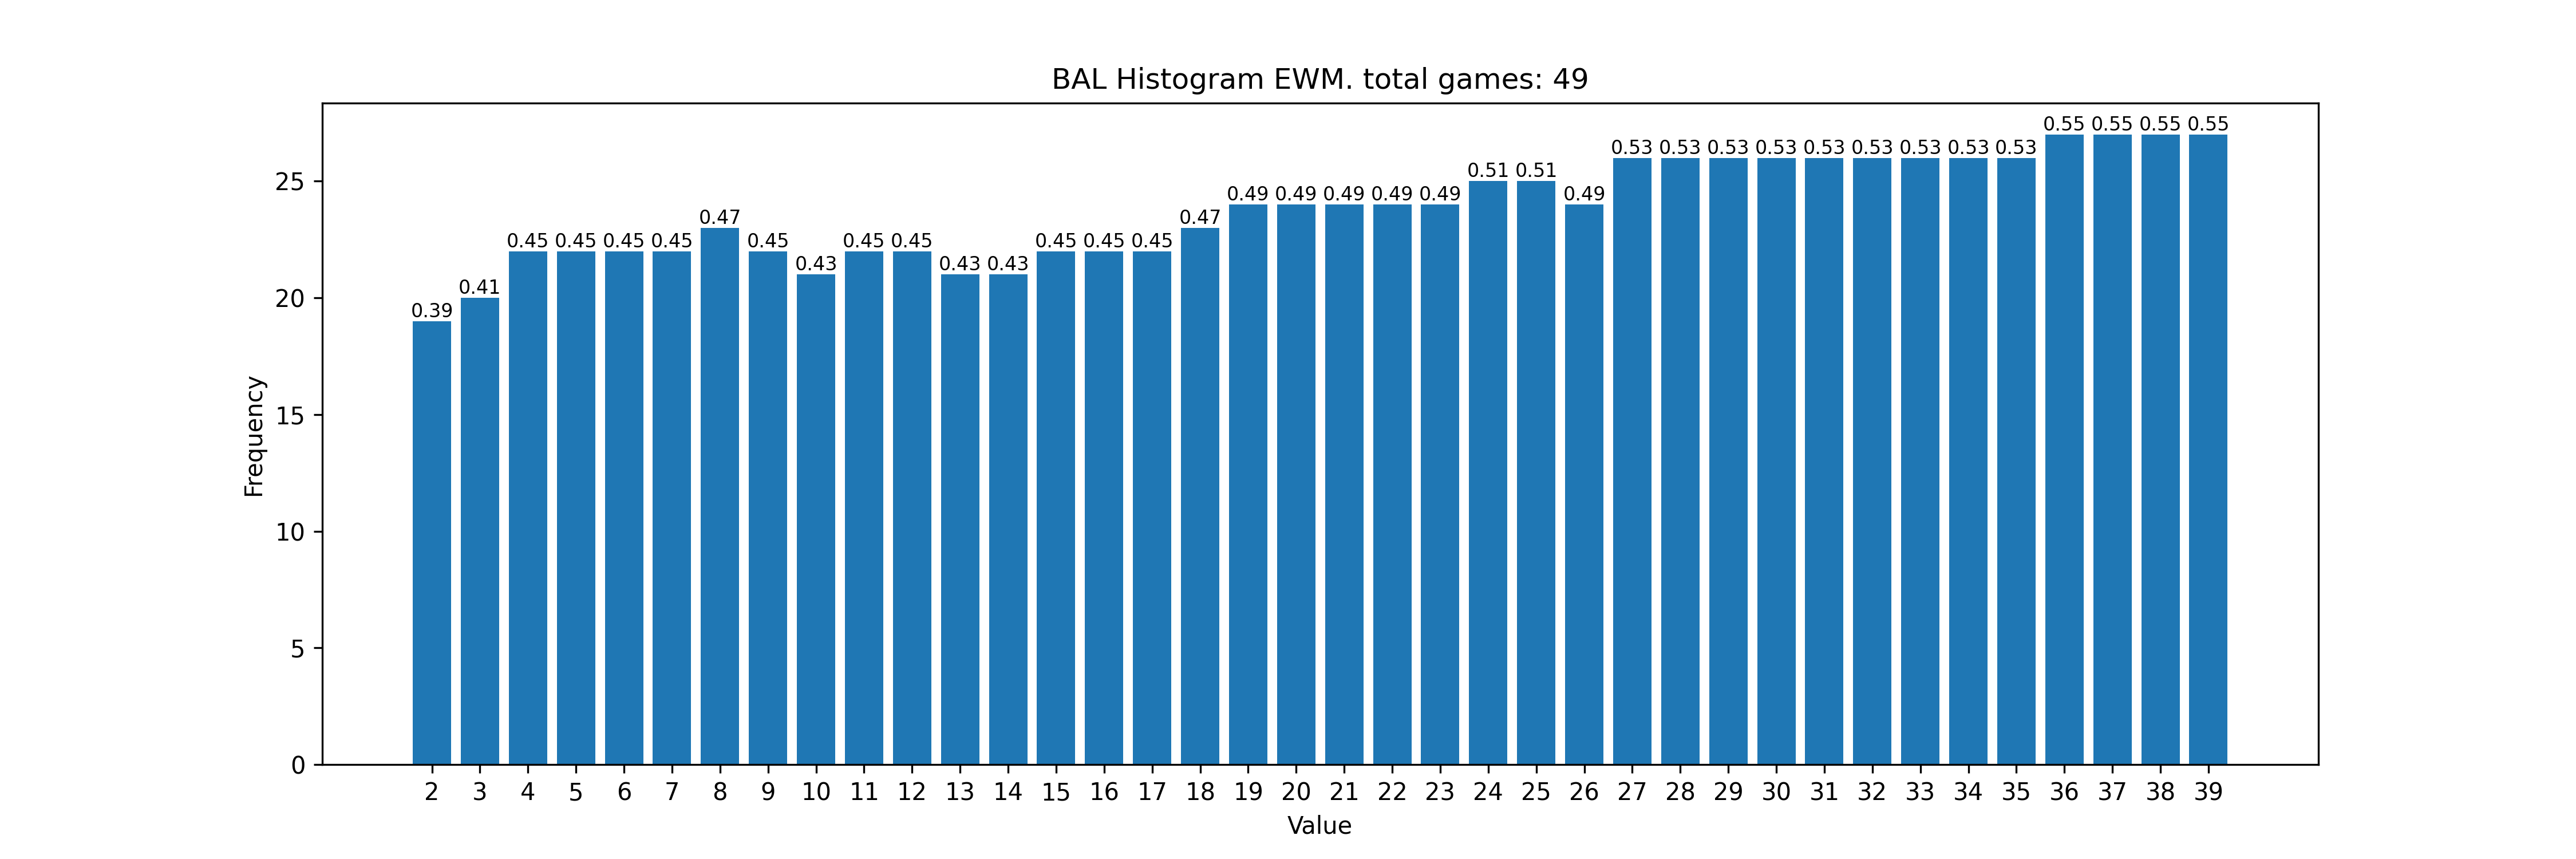 BAL Histogram EWM. total games: 49
0.39 0.41 0.45 0.45 0.45 0.45 0.47 0.45 0.43 0.45 0.45 0.43 0.43 0.45 0.45 0.45 0.47 0.49 0.49 0.49 0.49 0.49 0.51 0.51 0.49 0.53 0.53 0.53 0.53 0.53 0.53 0.53 0.53 0.53 0.55 0.55 0.55 0.55
Frequency
25
20
15
10
5
0
2 3 4 5 6 7 8 9 10 11 12 13 14 15 16 17 18 19 20 21 22 23 24 25 26 27 28 29 30 31 32 33 34 35 36 37 38 39
Value